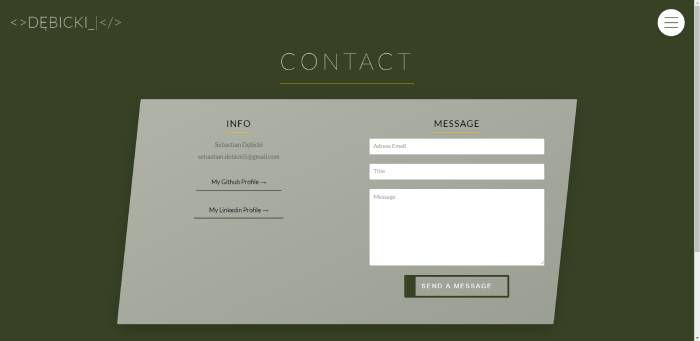 <>DĘBICKI_|</>
CONTACT
INFO
Sebastian Dębicki
sebastian.debicki5@gmail.com
My Github Profile →
My Linkedin Profile →
MESSAGE
Adress Email
Title
Message
SEND A MESSAGE